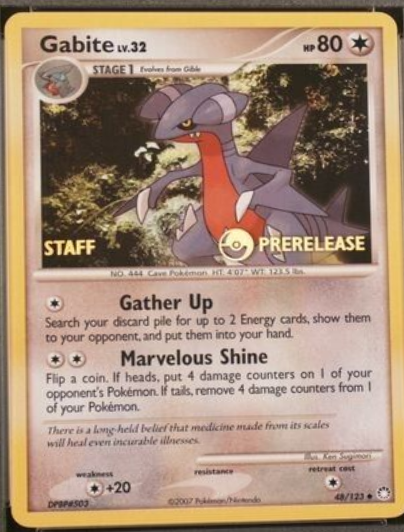 Gabite LV.32 HP 80
STAGE 1 Evolves from Gible
STAFF PRERELEASE
NO. 444 Cave Pokémon HT: 4'07" WT: 123.5 lbs.
Gather Up
Search your discard pile for up to 2 Energy cards, show them
to your opponent, and put them into your hand.
Marvelous Shine
Flip a coin. If heads, put 4 damage counters on 1 of your
opponent's Pokémon. If tails, remove 4 damage counters from 1
of your Pokémon.
There is a long-held belief that medicine made from its scales
will heal even incurable illnesses.
Illus. Ken Sugimori
weakness resistance retreat cost
+20
DPBP#503 ©2007 Pokémon/Nintendo 48/123